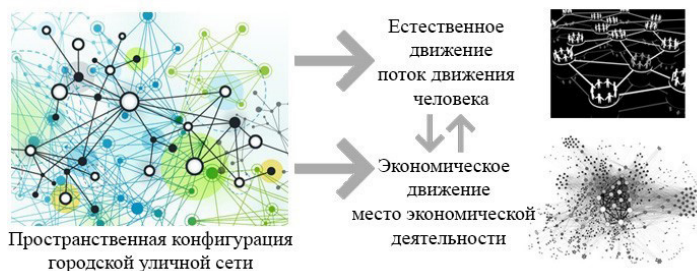 Естественное
движение
поток движения
человека
Экономическое
движение
место экономической
деятельности
Пространственная конфигурация
городской уличной сети